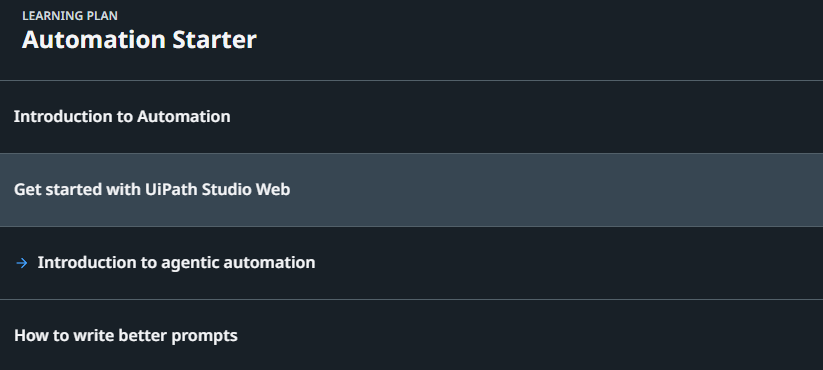 LEARNING PLAN
Automation Starter
Introduction to Automation
Get started with UiPath Studio Web
Introduction to agentic automation
How to write better prompts